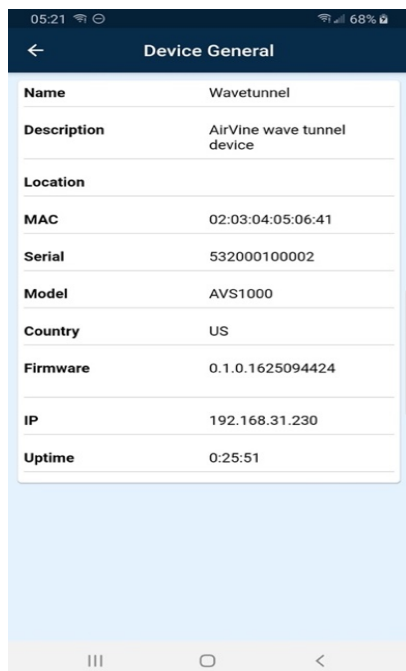 05:21 68%
Device General
Name Wavetunnel
Description AirVine wave tunnel
device
Location
MAC 02:03:04:05:06:41
Serial 532000100002
Model AVS1000
Country US
Firmware 0.1.0.1625094424
IP 192.168.31.230
Uptime 0:25:51